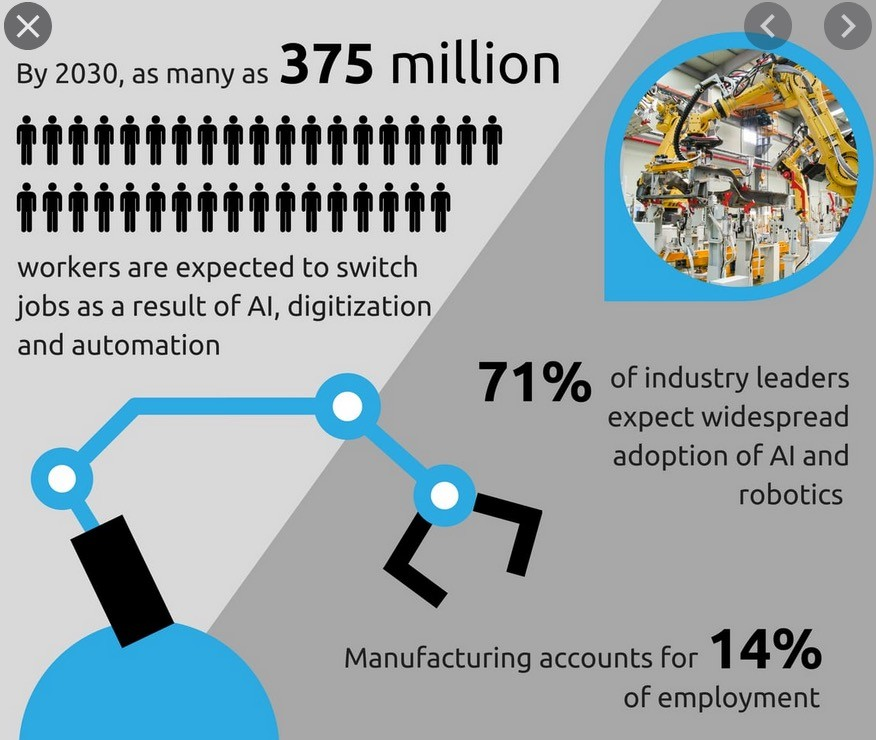 By 2030, as many as 375 million
workers are expected to switch
jobs as a result of AI, digitization
and automation
71% of industry leaders
expect widespread
adoption of AI and
robotics
Manufacturing accounts for 14%
of employment